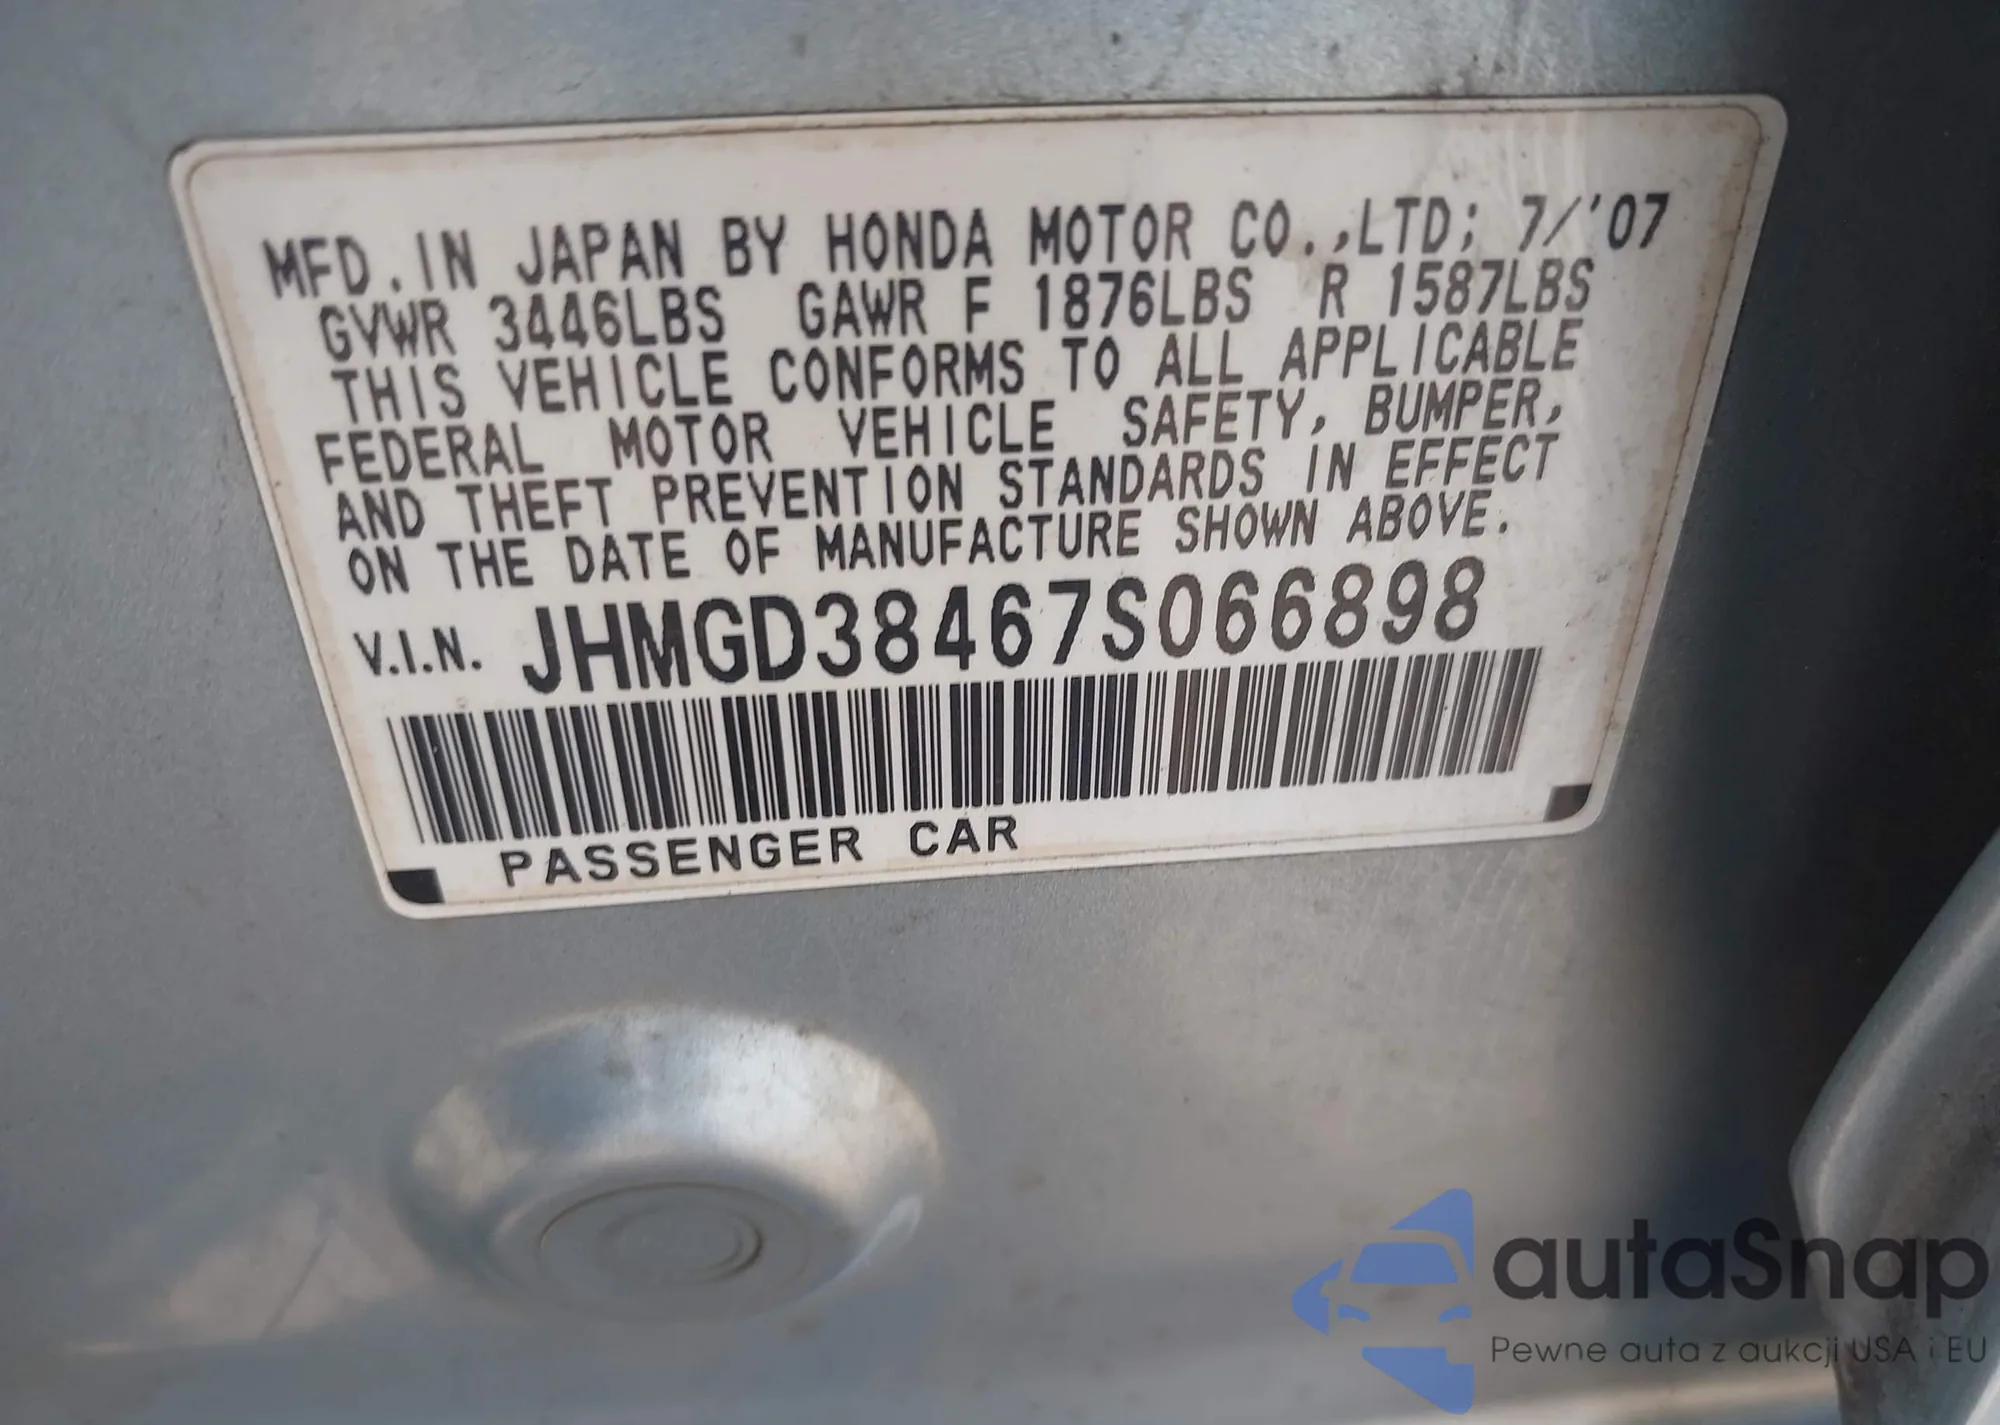 MFD. IN JAPAN BY HONDA MOTOR CO.,LTD; 7/'07
GVWR 3446LBS GAWR F 1876LBS R 1587LBS
THIS VEHICLE CONFORMS TO ALL APPLICABLE
FEDERAL MOTOR VEHICLE SAFETY, BUMPER,
AND THEFT PREVENTION STANDARDS IN EFFECT
ON THE DATE OF MANUFACTURE SHOWN ABOVE.
V.I.N. JHMGD38467S066898
PASSENGER CAR
autaSnap
Pewne auta z aukcji USA i EU